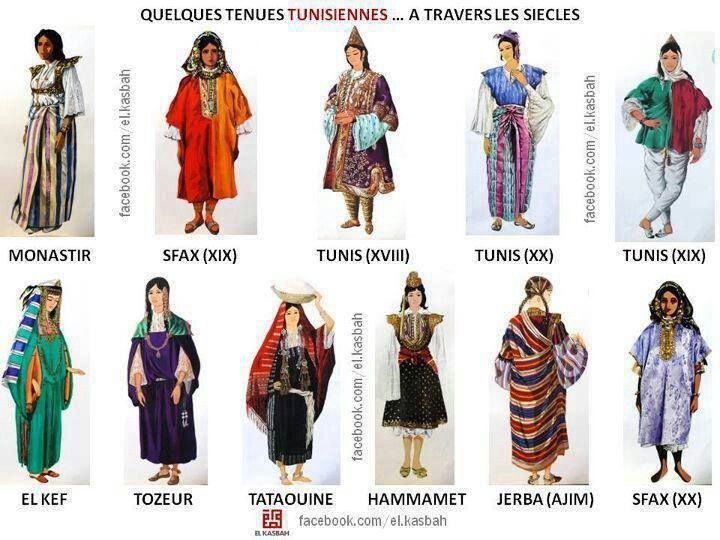 QUELQUES TENUES TUNISIENNES ... A TRAVERS LES SIECLES
facebook.com/el.kasbah
facebook.com/el.kasbah
MONASTIR
SFAX (XIX)
TUNIS (XVIII)
TUNIS (XX)
TUNIS (XIX)
facebook.com/el.kasbah
EL KEF
TOZEUR
TATAOUINE
HAMMAMET
JERBA (AJIM)
SFAX (XX)
EL KASBAH
facebook.com/el.kasbah